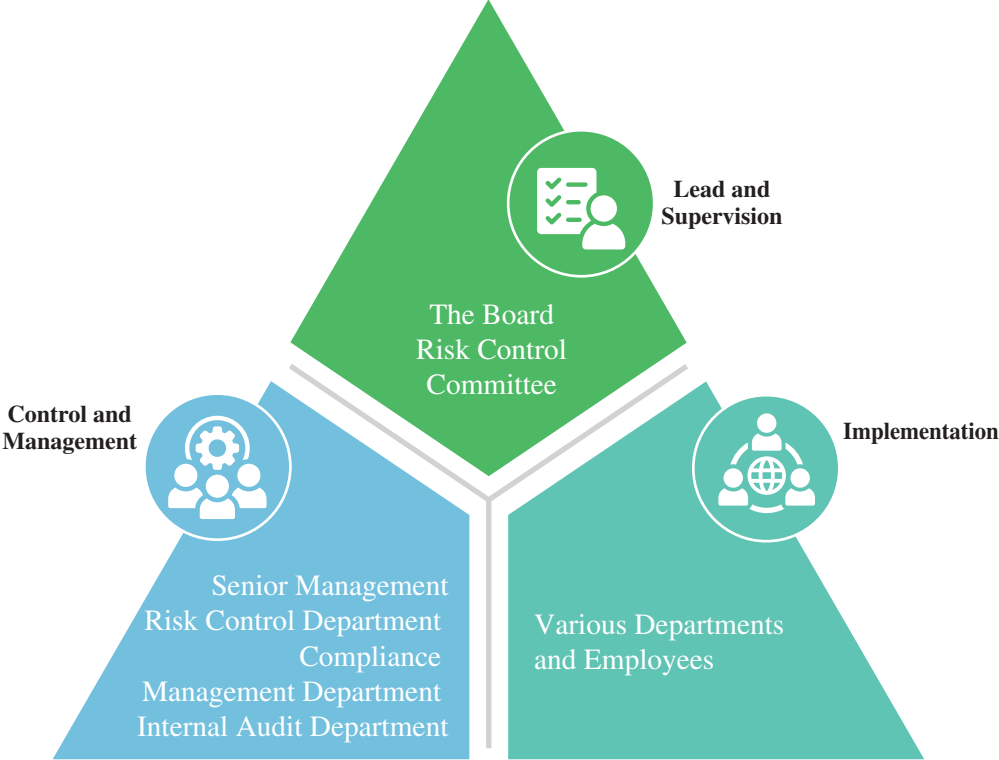 Lead and
Supervision
The Board
Risk Control
Committee
Control and
Management
Implementation
Senior Management
Risk Control Department
Compliance
Management Department
Internal Audit Department
Various Departments
and Employees